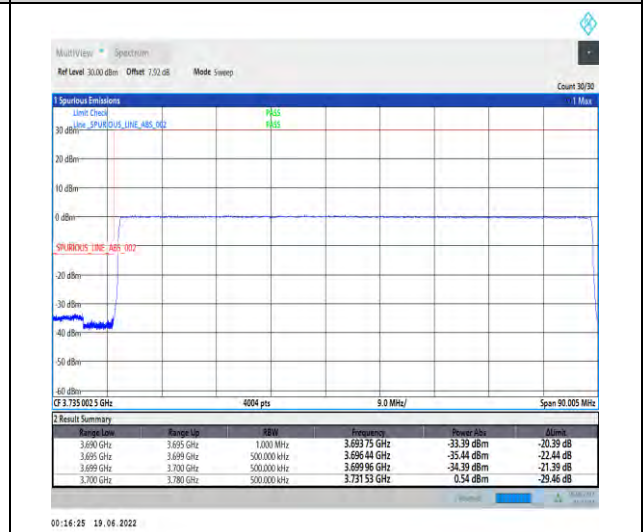 MultiView Spectrum
Ref Level 30.00 dBm Offset 7.92 dB Mode Sweep
Count 30/30
1 Spurious Emissions 1 Max
Limit Check PASS
Line _SPURIOUS_LINE_ABS_002 PASS
30 dBm
20 dBm
10 dBm
0 dBm
_SPURIOUS_LINE_ABS_002
-20 dBm
-30 dBm
-40 dBm
-50 dBm
-60 dBm
CF 3.735 002 5 GHz 4004 pts 9.0 MHz/ Span 90.005 MHz
2 Result Summary
Range Low Range Up RBW Frequency Power Abs ΔLimit
3.690 GHz 3.695 GHz 1.000 MHz 3.693 75 GHz -33.39 dBm -20.39 dB
3.695 GHz 3.699 GHz 500.000 kHz 3.696 44 GHz -35.44 dBm -22.44 dB
3.699 GHz 3.700 GHz 500.000 kHz 3.699 96 GHz -34.39 dBm -21.39 dB
3.700 GHz 3.780 GHz 500.000 kHz 3.731 53 GHz 0.54 dBm -29.46 dB
00:16:25 19.06.2022